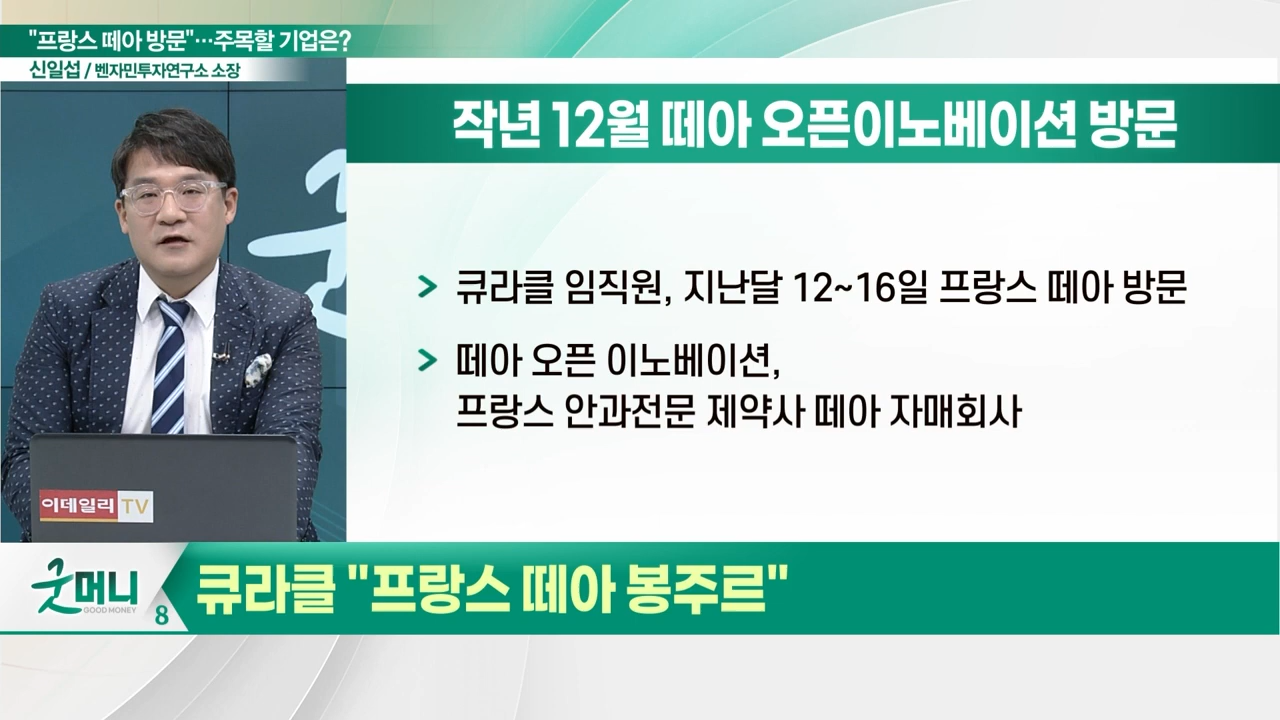 "프랑스 떼아 방문"…주목할 기업은?
신일섭 / 벤자민투자연구소 소장
작년 12월 떼아 오픈이노베이션 방문
> 큐라클 임직원, 지난달 12~16일 프랑스 떼아 방문
> 떼아 오픈 이노베이션,
프랑스 안과전문 제약사 떼아 자매회사
이데일리 TV
굿머니
GOOD MONEY
8
큐라클 "프랑스 떼아 봉주르"